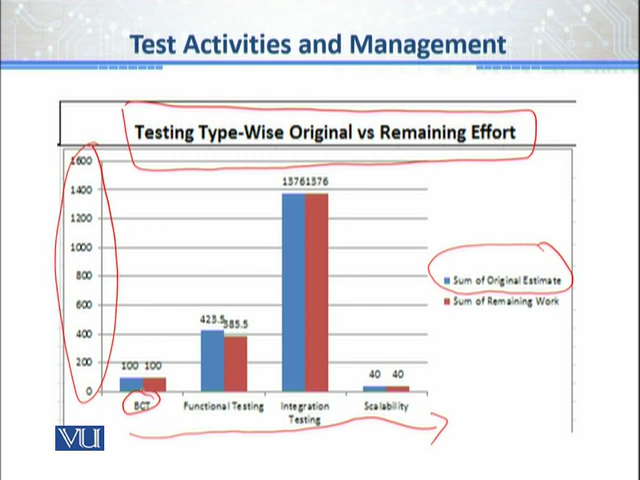 Test Activities and Management
Testing Type-Wise Original vs Remaining Effort
1600
1400
1200
1000
800
600
400
200
0
100 100
423.5
385.5
13761376
40 40
BCT
Functional Testing
Integration
Testing
Scalability
Sum of Original Estimate
Sum of Remaining Work
VU